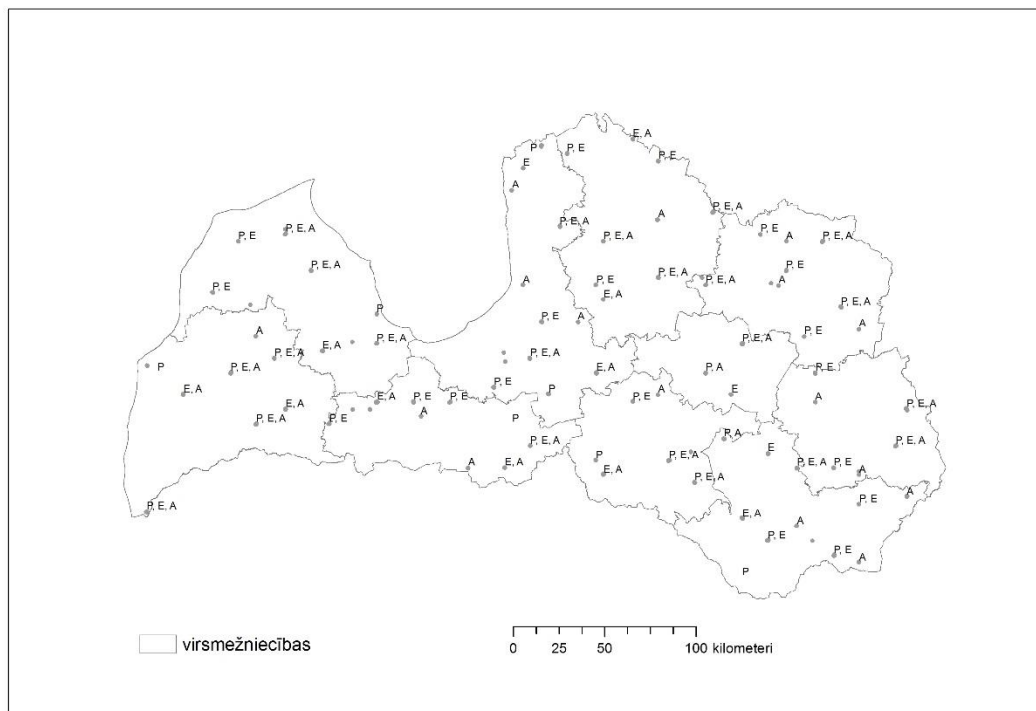 E, A
P
P, E
P, E
E
A
P, E, A
P, E, A
A
P, E
P, E, A
P, E
A
P, E, A
P, E, A
P, E
P, E, A
P, E, A
P, E
A
P, E, A
A
P, E
E, A
P, E, A
P
P, E
A
P, E, A
A
A
P, E
P, E, A
E, A
P, E, A
P, E, A
P
P, E, A
P, E, A
E, A
P, A
P, E
E, A
P, E
A
E
A
E, A
P, E
P, E
P, E
A
P, E, A
E, A
P, E, A
P, E
A
P
P, A
P, E, A
E
P, E, A
P
P, E, A
A
E, A
E, A
P, E, A
P, E
A
P, E, A
A
P, E
P, E, A
E, A
A
P, E
P, E
A
P
virsmežniecības
0 25 50 100 kilometeri